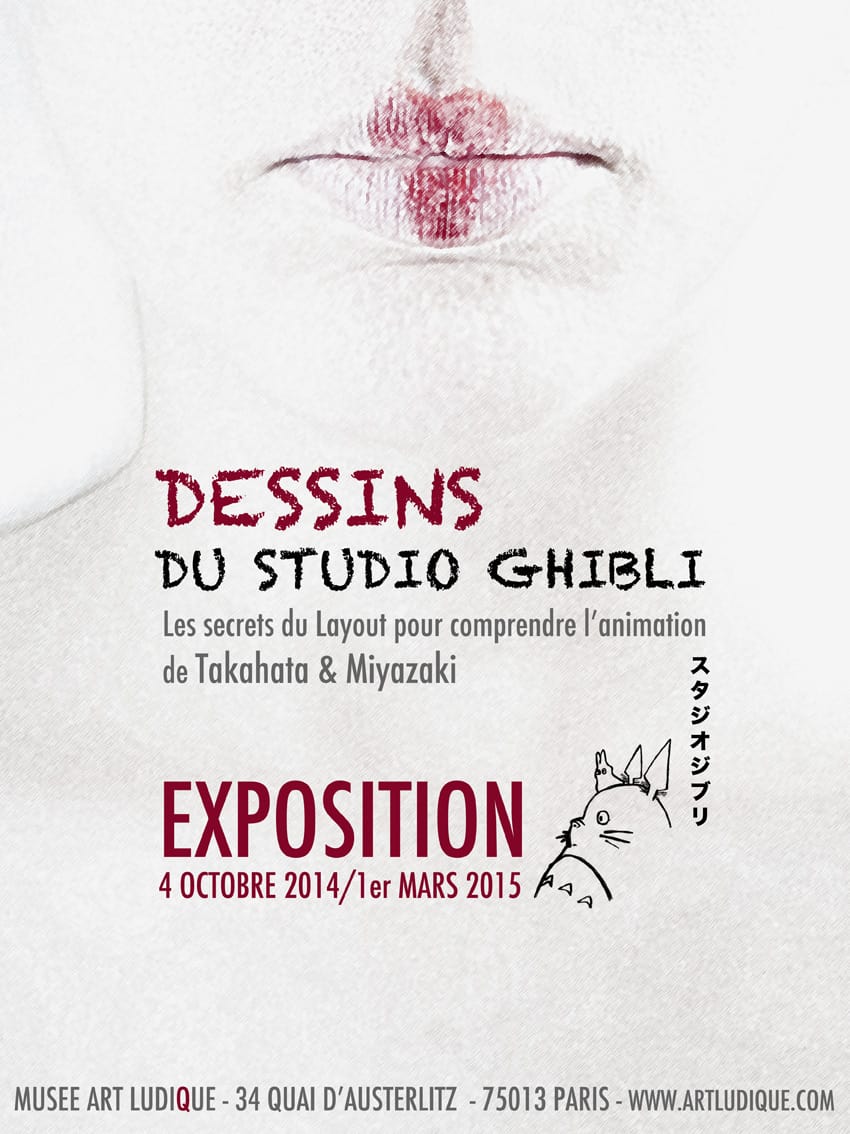 DESSINS
DU STUDIO GHIBLI
Les secrets du Layout pour comprendre l'animation
de Takahata & Miyazaki
スタジオジブリ
EXPOSITION
4 OCTOBRE 2014/1er MARS 2015
MUSEE ART LUDIQUE - 34 QUAI D'AUSTERLITZ - 75013 PARIS - WWW.ARTLUDIQUE.COM